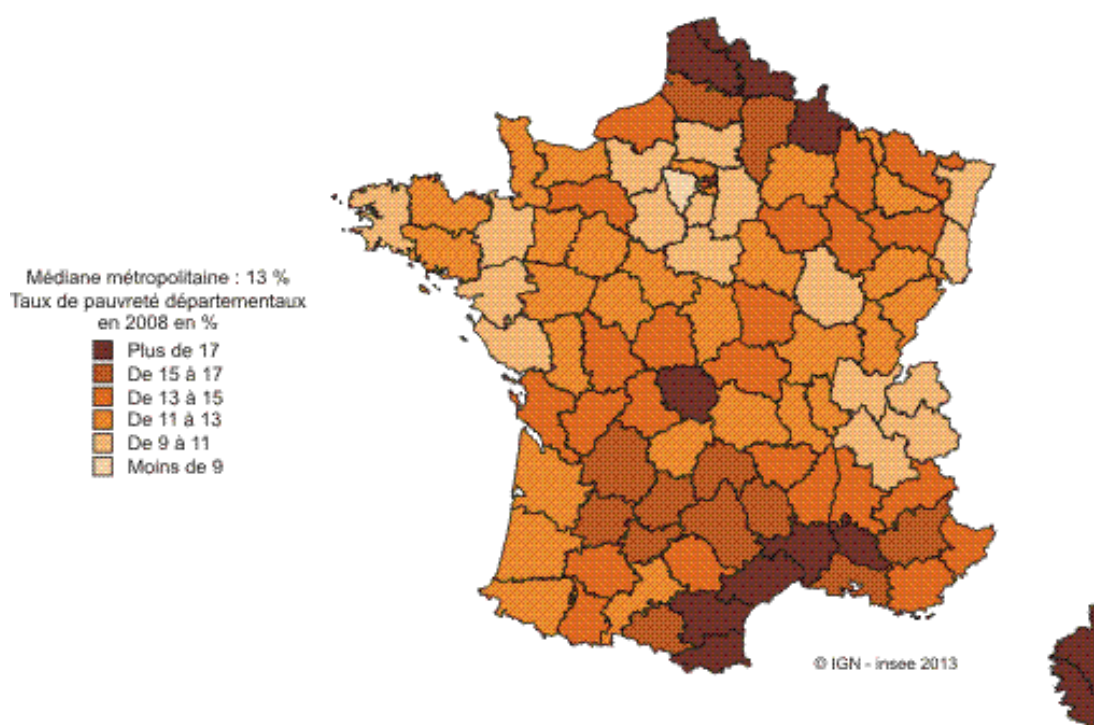 Médiane métropolitaine : 13 %
Taux de pauvreté départementaux
en 2008 en %
Plus de 17
De 15 à 17
De 13 à 15
De 11 à 13
De 9 à 11
Moins de 9
© IGN - insee 2013